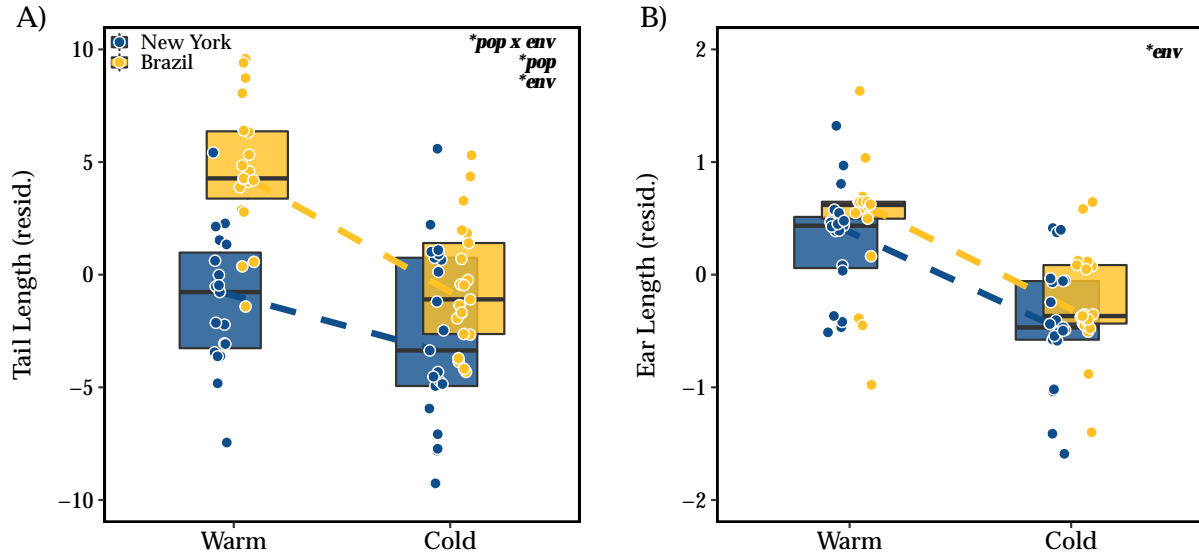 A)
New York
Brazil
*pop x env
*pop
*env
Tail Length (resid.)
10
5
0
−5
−10
Warm
Cold
B)
*env
Ear Length (resid.)
2
1
0
−1
−2
Warm
Cold